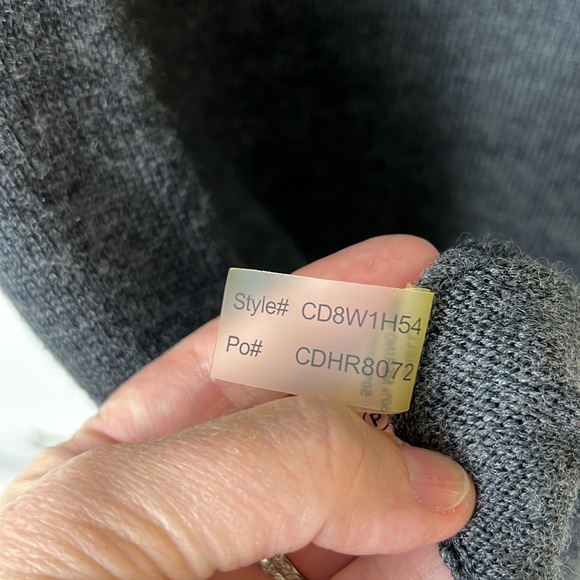 Style# CD8W1H54
Po# CDHR8072
(P)